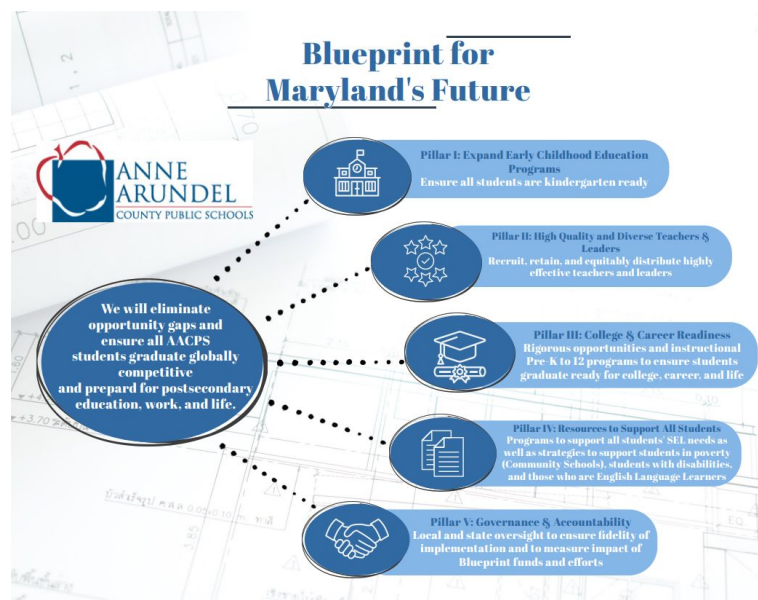 Blueprint for
Maryland's Future
ANNE
ARUNDEL
COUNTY PUBLIC SCHOOLS
Pillar I: Expand Early Childhood Education
Programs
Ensure all students are kindergarten ready
Pillar II: High Quality and Diverse Teachers &
Leaders
Recruit, retain, and equitably distribute highly
effective teachers and leaders
We will eliminate
opportunity gaps and
ensure all AACPS
students graduate globally
competitive
and prepard for postsecondary
education, work, and life.
Pillar III: College & Career Readiness
Rigorous opportunities and instructional
Pre-K to 12 programs to ensure students
graduate ready for college, career, and life
Pillar IV: Resources to Support All Students
Programs to support all students' SEL needs as
well as strategies to support students in poverty
(Community Schools), students with disabilities,
and those who are English Language Learners
Pillar V: Governance & Accountability
Local and state oversight to ensure fidelity of
implementation and to measure impact of
Blueprint funds and efforts